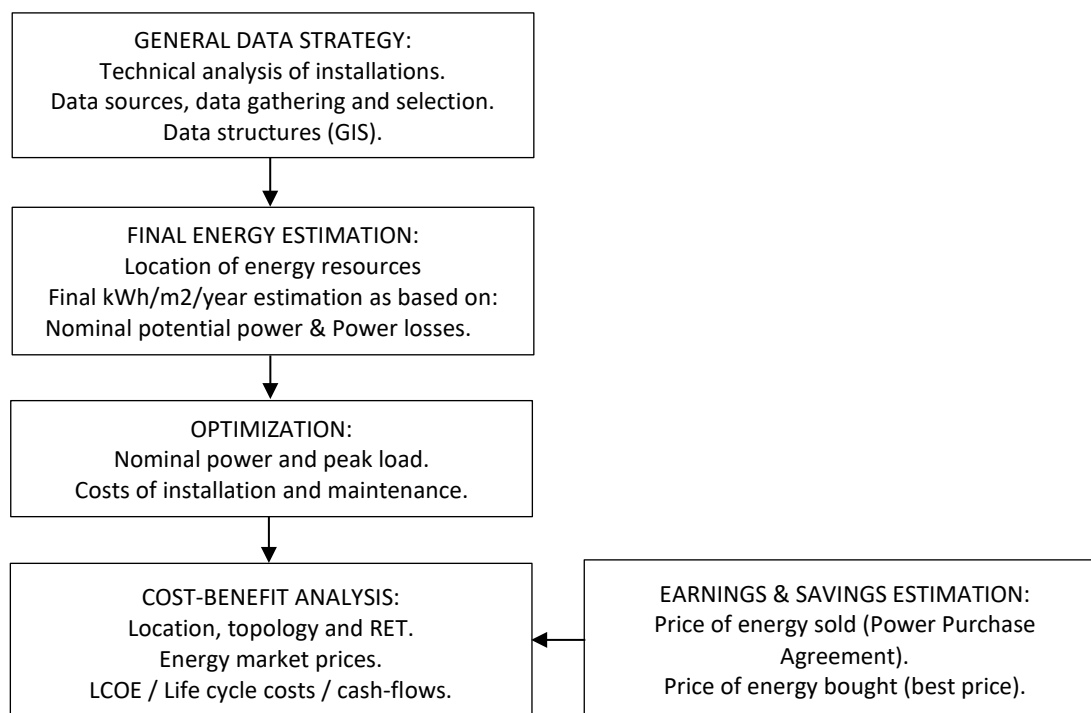 GENERAL DATA STRATEGY:
Technical analysis of installations.
Data sources, data gathering and selection.
Data structures (GIS).
FINAL ENERGY ESTIMATION:
Location of energy resources
Final kWh/m2/year estimation as based on:
Nominal potential power & Power losses.
OPTIMIZATION:
Nominal power and peak load.
Costs of installation and maintenance.
COST-BENEFIT ANALYSIS:
Location, topology and RET.
Energy market prices.
LCOE / Life cycle costs / cash-flows.
EARNINGS & SAVINGS ESTIMATION:
Price of energy sold (Power Purchase
Agreement).
Price of energy bought (best price).